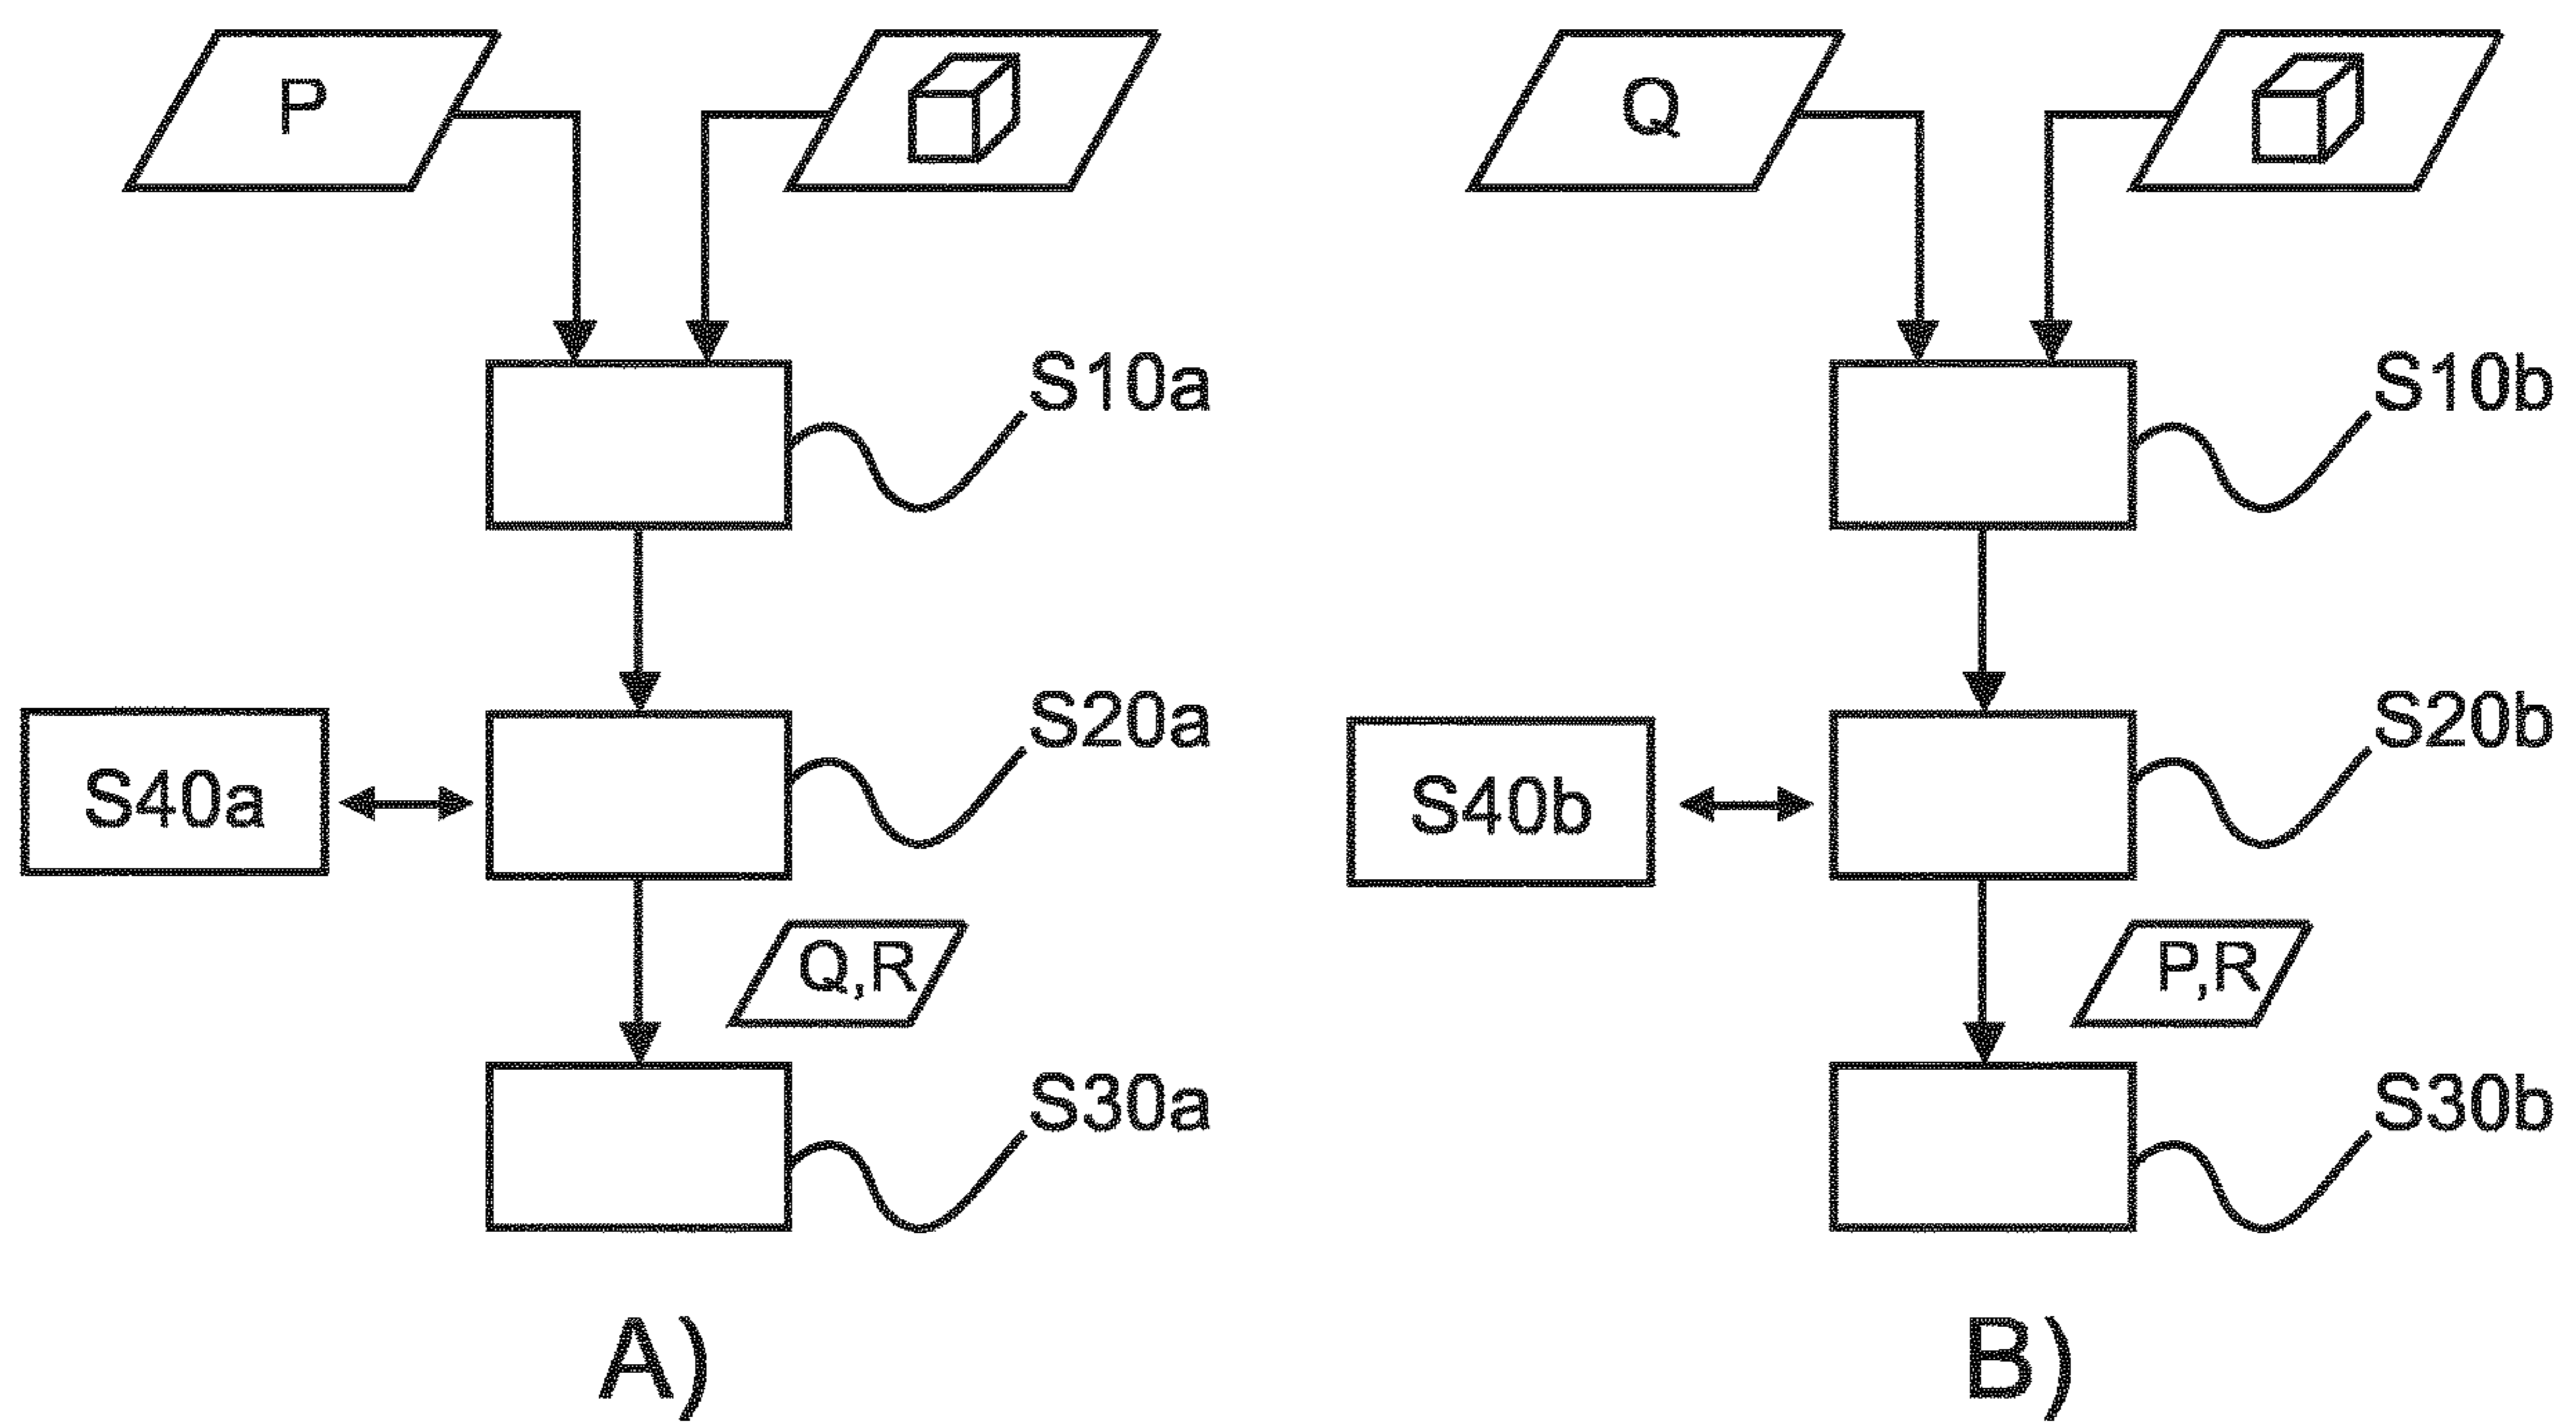 P
Q
S10a
S10b
S20a
S20b
S40a
S40b
Q,R
P,R
S30a
S30b
A)
B)